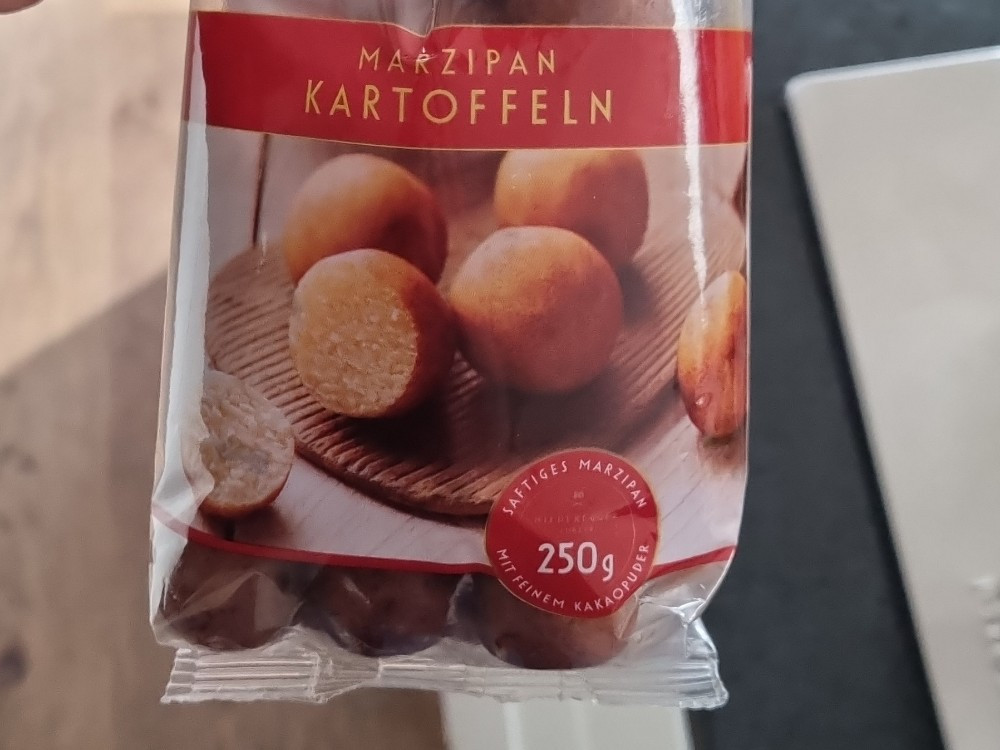 MARZIPAN
KARTOFFELN
SAFTIGES MARZIPAN
250g
MIT FEINEM KAKAOPUDER